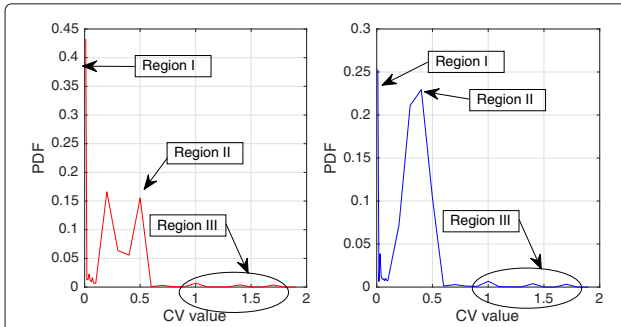 0.45
0.4
0.35
0.3
0.25
0.2
0.15
0.1
0.05
0
PDF
Region I
Region II
Region III
0
0.5
1
1.5
2
CV value
0.3
0.25
0.2
0.15
0.1
0.05
0
PDF
Region I
Region II
Region III
0
0.5
1
1.5
2
CV value